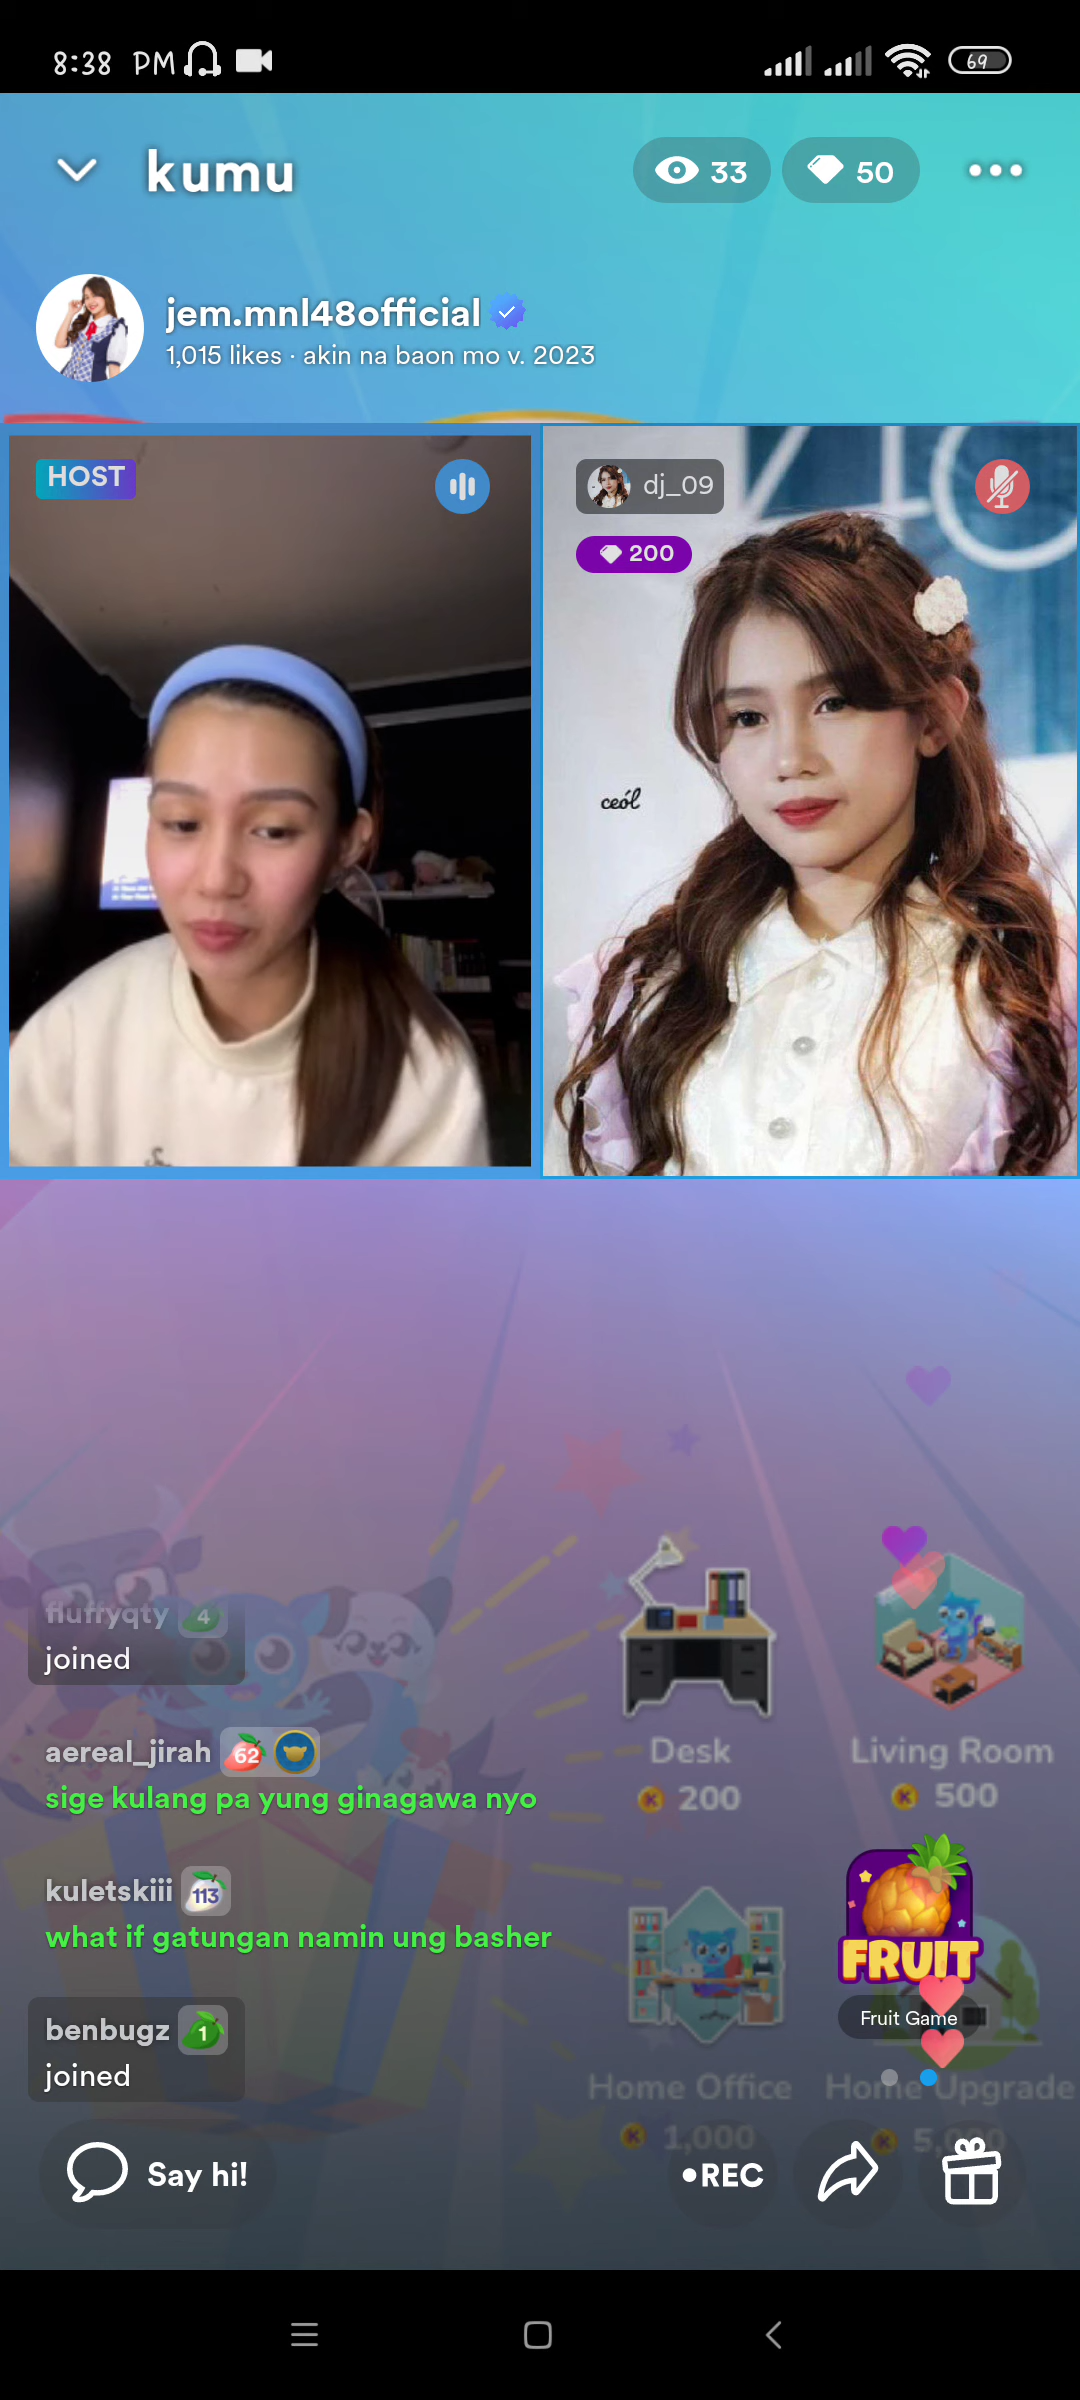 8:38 PM
69
kumu
33
50
jem.mnl48official
1,015 likes · akin na baon mo v. 2023
HOST
dj_09
200
ceól
fluffyqty 4
joined
aereal_jirah 62
sige kulang pa yung ginagawa nyo
kuletskiii 113
what if gatungan namin ung basher
benbugz 1
joined
Desk
200
Living Room
500
FRUIT
Fruit Game
Home Office
1,000
Home Upgrade
Say hi!
•REC